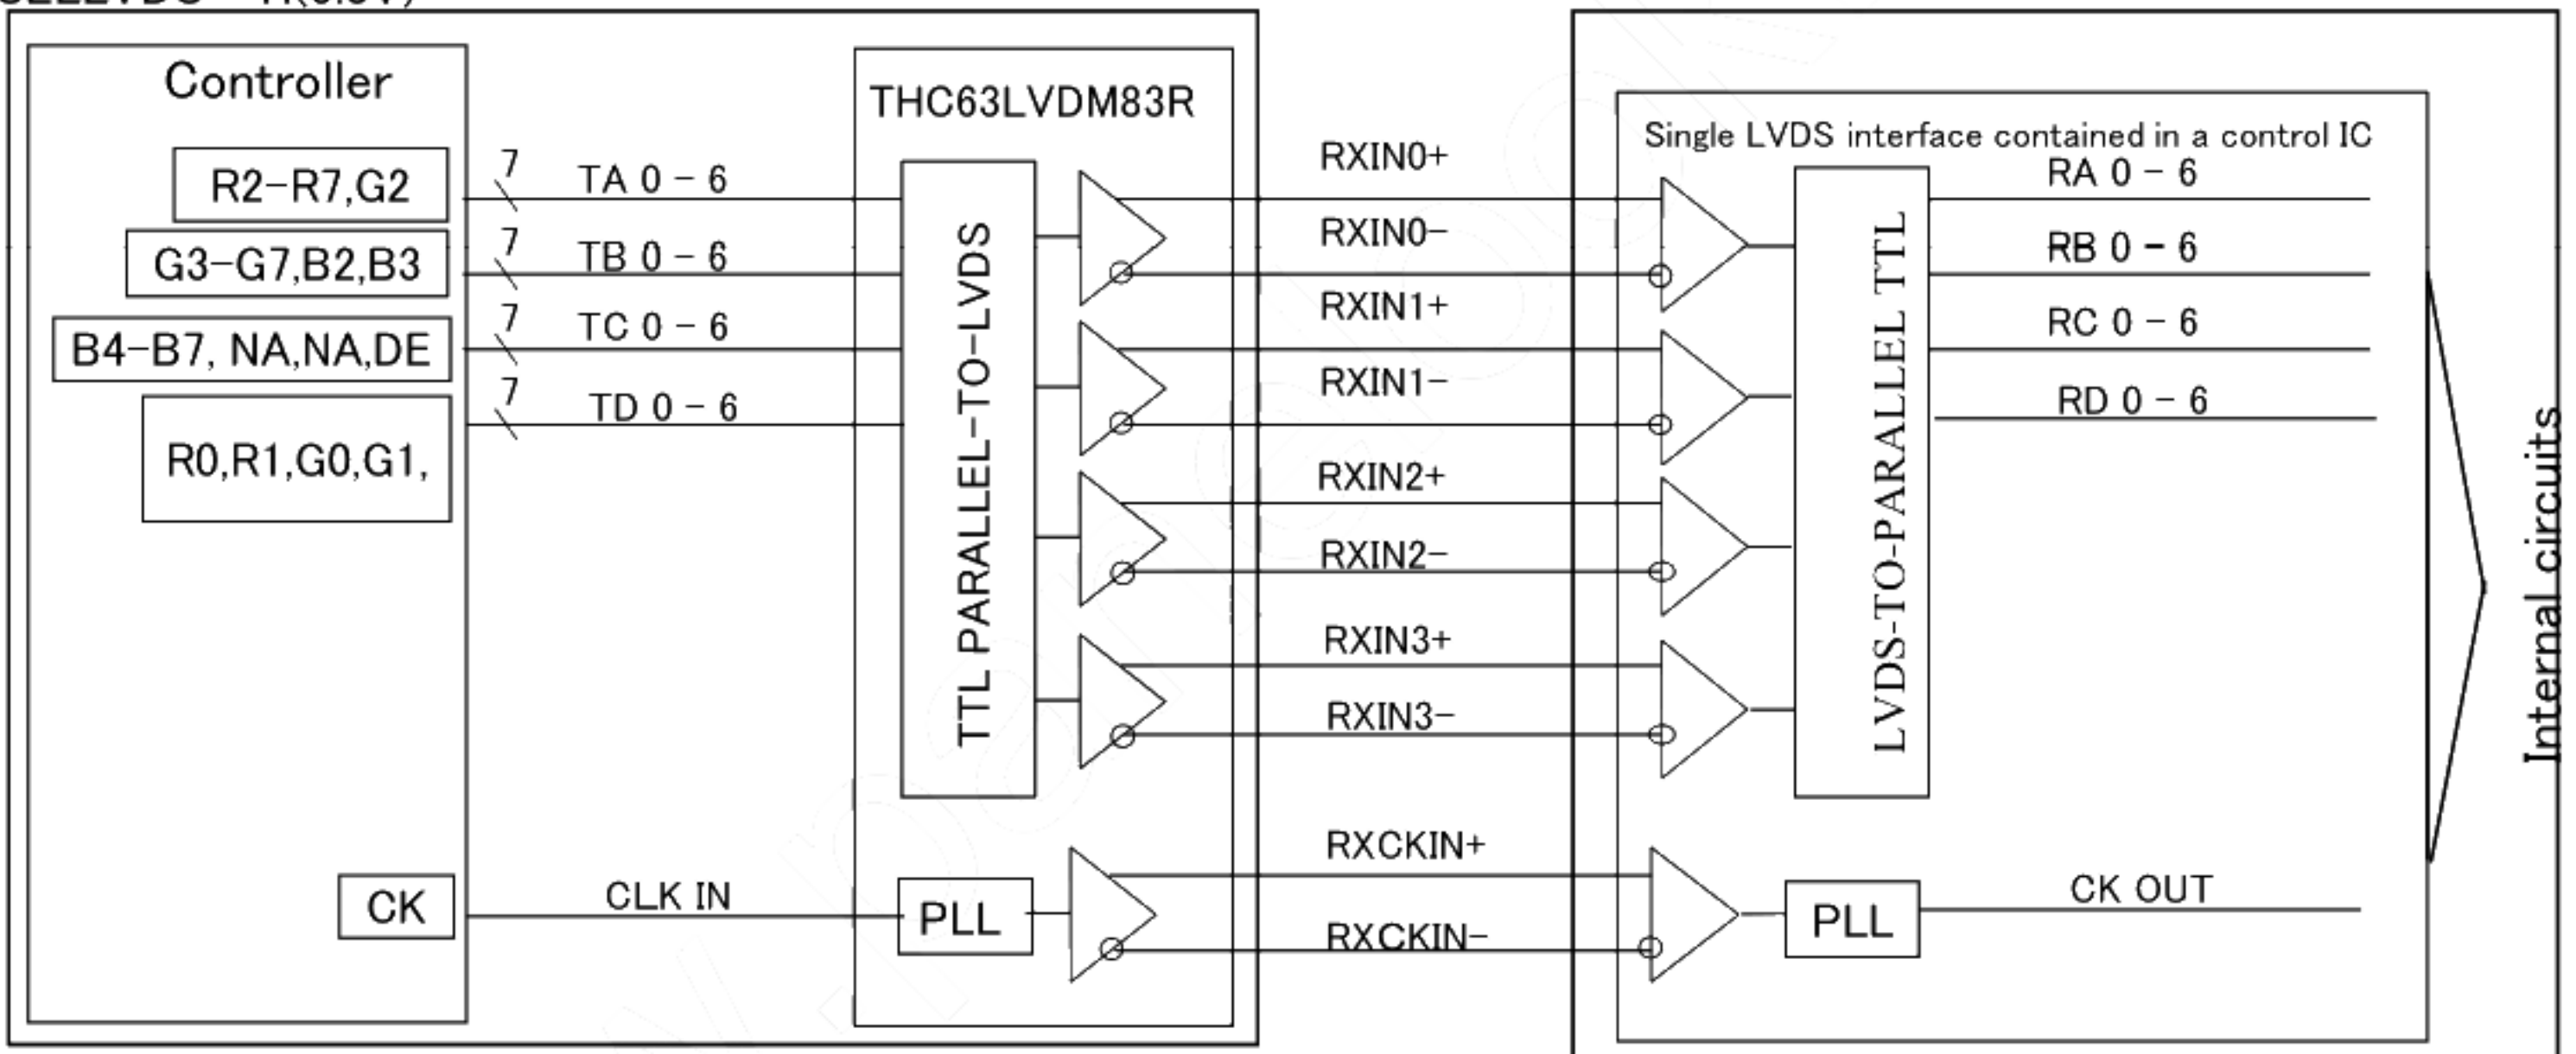 Controller
R2-R7,G2
G3-G7,B2,B3
B4-B7, NA,NA,DE
R0,R1,G0,G1,
CK
7
TA 0 - 6
7
TB 0 - 6
7
TC 0 - 6
7
TD 0 - 6
CLK IN
THC63LVDM83R
TTL PARALLEL-TO-LVDS
PLL
RXIN0+
RXIN0-
RXIN1+
RXIN1-
RXIN2+
RXIN2-
RXIN3+
RXIN3-
RXCKIN+
RXCKIN-
Single LVDS interface contained in a control IC
LVDS-TO-PARALLEL TTL
PLL
RA 0 - 6
RB 0 - 6
RC 0 - 6
RD 0 - 6
CK OUT
Internal circuits